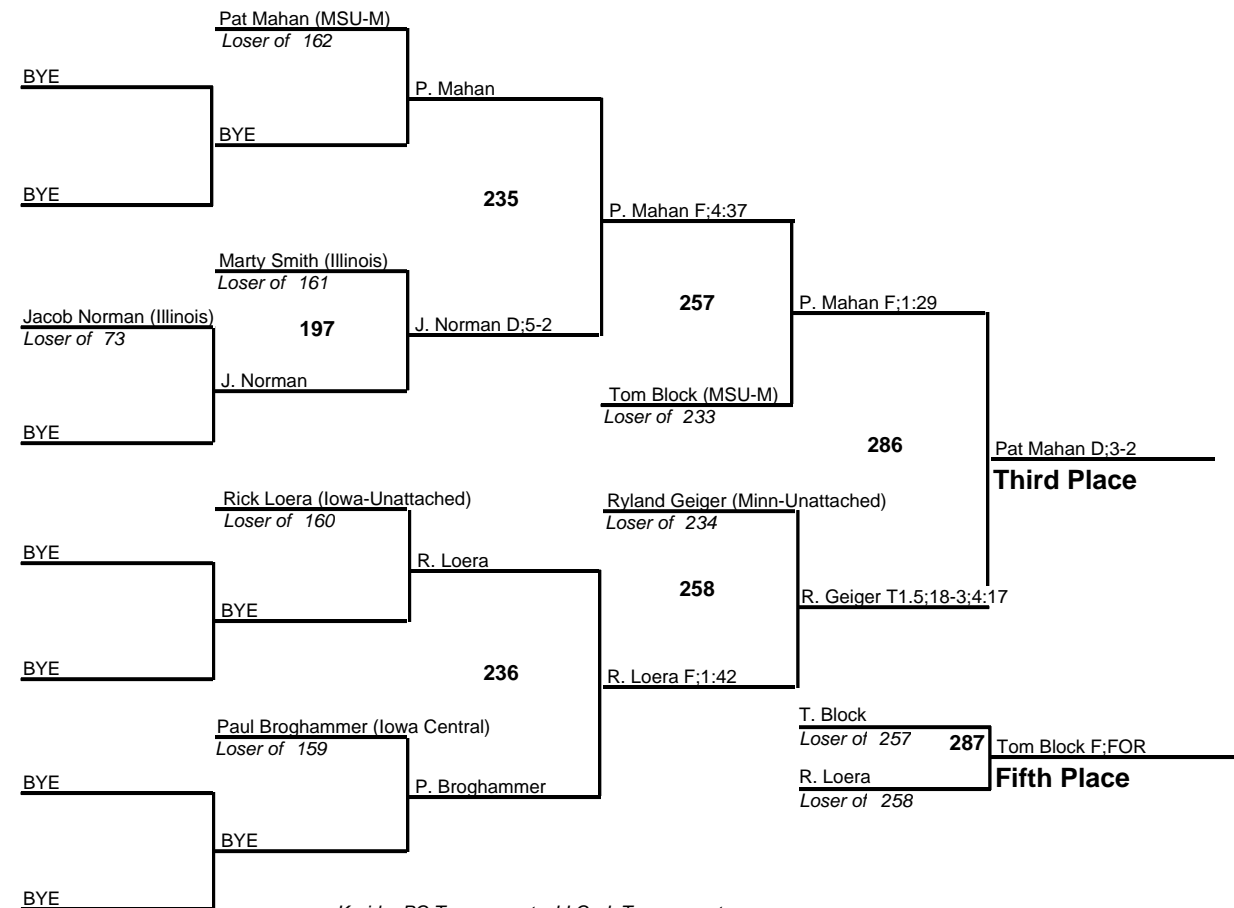 Pat Mahan (MSU-M)
Loser of 162
BYE
P. Mahan
BYE
BYE
235
P. Mahan F;4:37
Marty Smith (Illinois)
Loser of 161
Jacob Norman (Illinois)
Loser of 73
197
J. Norman D;5-2
257
P. Mahan F;1:29
J. Norman
Tom Block (MSU-M)
Loser of 233
BYE
286
Pat Mahan D;3-2
Third Place
Rick Loera (Iowa-Unattached)
Loser of 160
Ryland Geiger (Minn-Unattached)
Loser of 234
BYE
R. Loera
258
R. Geiger T1.5;18-3;4:17
BYE
BYE
236
R. Loera F;1:42
Paul Broghammer (Iowa Central)
Loser of 159
T. Block
Loser of 257
287
Tom Block F;FOR
Fifth Place
BYE
P. Broghammer
R. Loera
Loser of 258
BYE
BYE